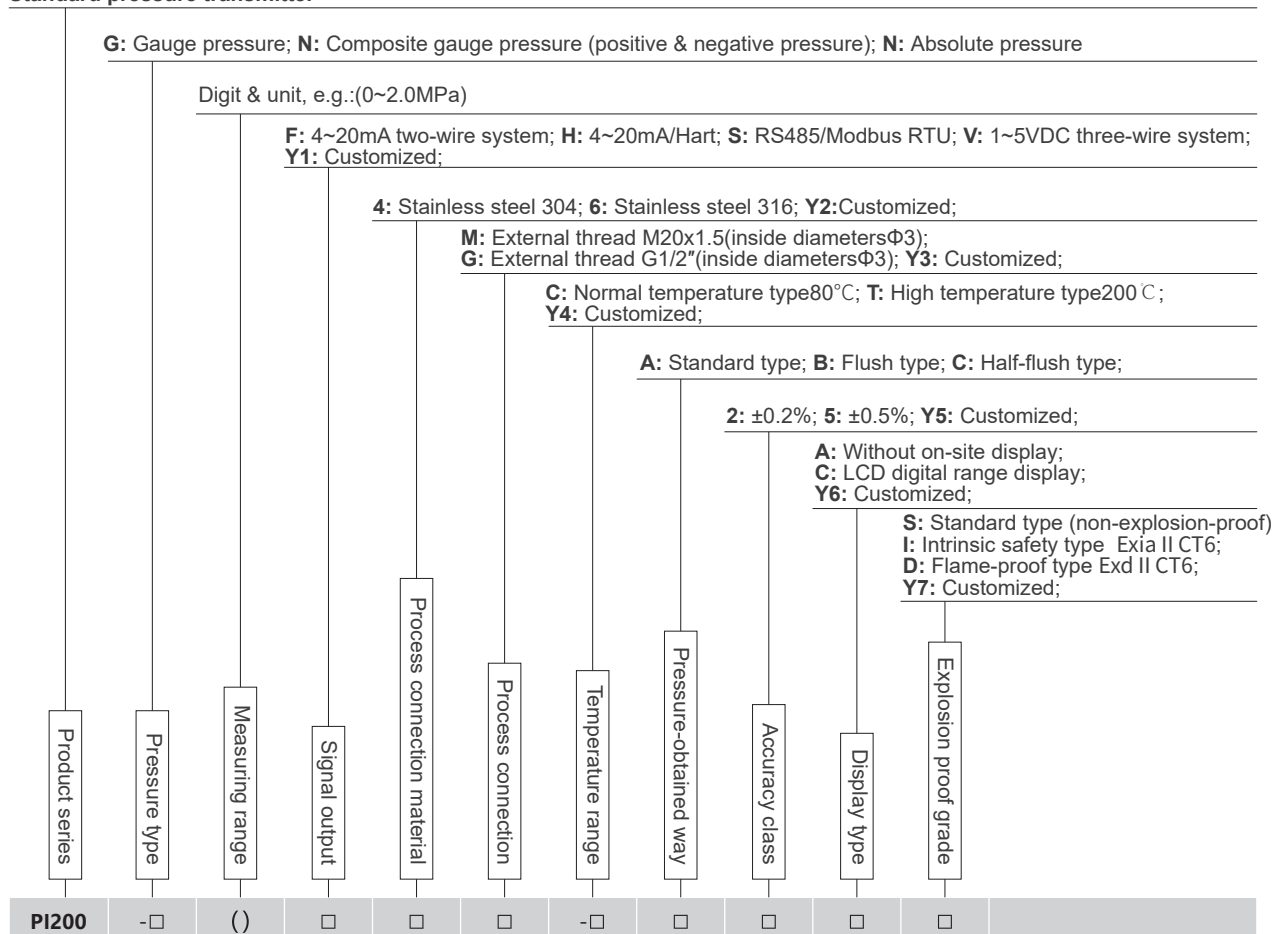 Standard pressure transmitter
G: Gauge pressure; N: Composite gauge pressure (positive & negative pressure); N: Absolute pressure
Digit & unit, e.g.:(0~2.0MPa)
F: 4~20mA two-wire system; H: 4~20mA/Hart; S: RS485/Modbus RTU; V: 1~5VDC three-wire system;
Y1: Customized;
4: Stainless steel 304; 6: Stainless steel 316; Y2:Customized;
M: External thread M20x1.5(inside diametersΦ3);
G: External thread G1/2″(inside diametersΦ3); Y3: Customized;
C: Normal temperature type80°C; T: High temperature type200℃;
Y4: Customized;
A: Standard type; B: Flush type; C: Half-flush type;
2: ±0.2%; 5: ±0.5%; Y5: Customized;
A: Without on-site display;
C: LCD digital range display;
Y6: Customized;
S: Standard type (non-explosion-proof)
I: Intrinsic safety type Exia II CT6;
D: Flame-proof type Exd II CT6;
Y7: Customized;
Product series
Pressure type
Measuring range
Signal output
Process connection material
Process connection
Temperature range
Pressure-obtained way
Accuracy class
Display type
Explosion proof grade
PI200 -□ () □ □ □ -□ □ □ □ □